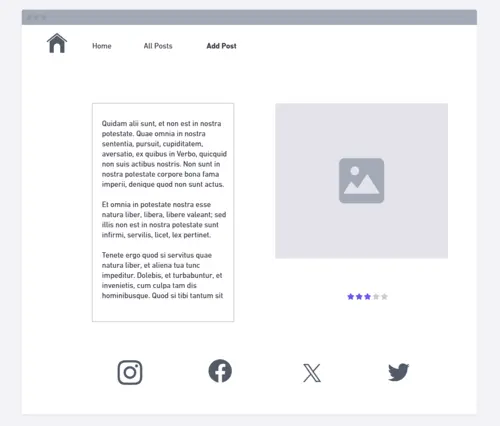 Home
All Posts
Add Post
Quidam alii sunt, et non est in nostra
potestate. Quae omnia in nostra
sententia, pursuit, cupiditatem,
aversatio, ex quibus in Verbo, quicquid
non suis actibus nostris. Non sunt in
nostra potestate corpore bona fama
imperii, denique quod non sunt actus.
Et omnia in potestate nostra esse
natura liber, libera, libere valeant; sed
illis non est in nostra potestate sunt
infirmi, servilis, licet, lex pertinet.
Tenete ergo quod si servitus quae
natura liber, et aliena tua tunc
impeditur. Dolebis, et turbabuntur, et
invenietis, cum culpa tam dis
hominibusque. Quod si tibi tantum sit